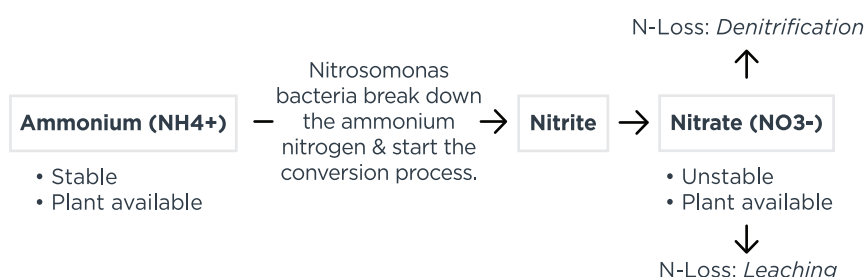 N-Loss: Denitrification
Nitrosomonas
bacteria break down
the ammonium
nitrogen & start the
conversion process.
Ammonium (NH4+)
Nitrite
Nitrate (NO3-)
• Stable
• Plant available
• Unstable
• Plant available
N-Loss: Leaching